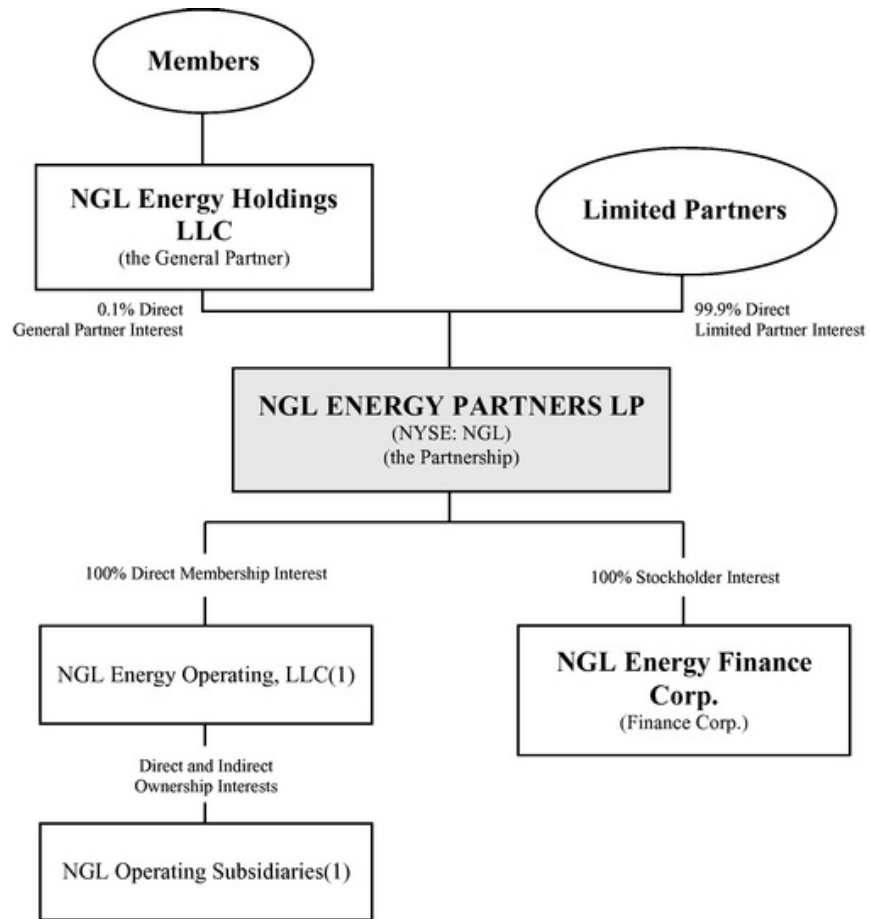 Members
NGL Energy Holdings
LLC
(the General Partner)
Limited Partners
0.1% Direct
General Partner Interest
99.9% Direct
Limited Partner Interest
NGL ENERGY PARTNERS LP
(NYSE: NGL)
(the Partnership)
100% Direct Membership Interest
100% Stockholder Interest
NGL Energy Operating, LLC(1)
NGL Energy Finance
Corp.
(Finance Corp.)
Direct and Indirect
Ownership Interests
NGL Operating Subsidiaries(1)